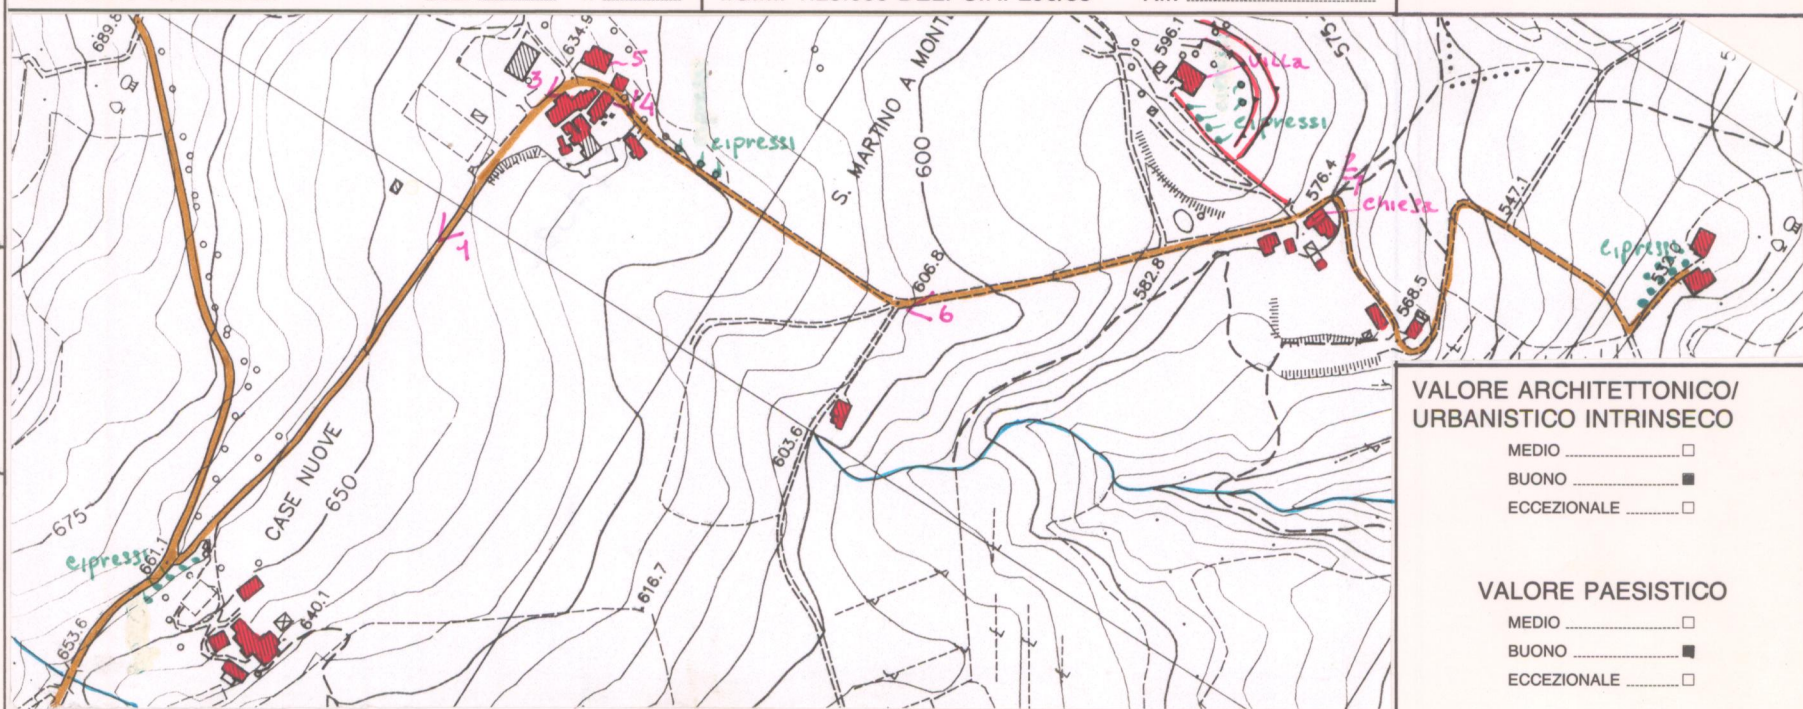 689.8
634.9
5
3
4
cipressi
S. MARTINO A MONT
600
596.1
575
Villa
cipressi
2
576.4
chiesa
547.1
cipressi
1
606.8
6
582.8
568.5
603.6
CASE NUOVE
650
675
cipressi
661.1
653.6
640.1
616.7
VALORE ARCHITETTONICO/
URBANISTICO INTRINSECO
MEDIO □
BUONO ■
ECCEZIONALE □
VALORE PAESISTICO
MEDIO □
BUONO ■
ECCEZIONALE □